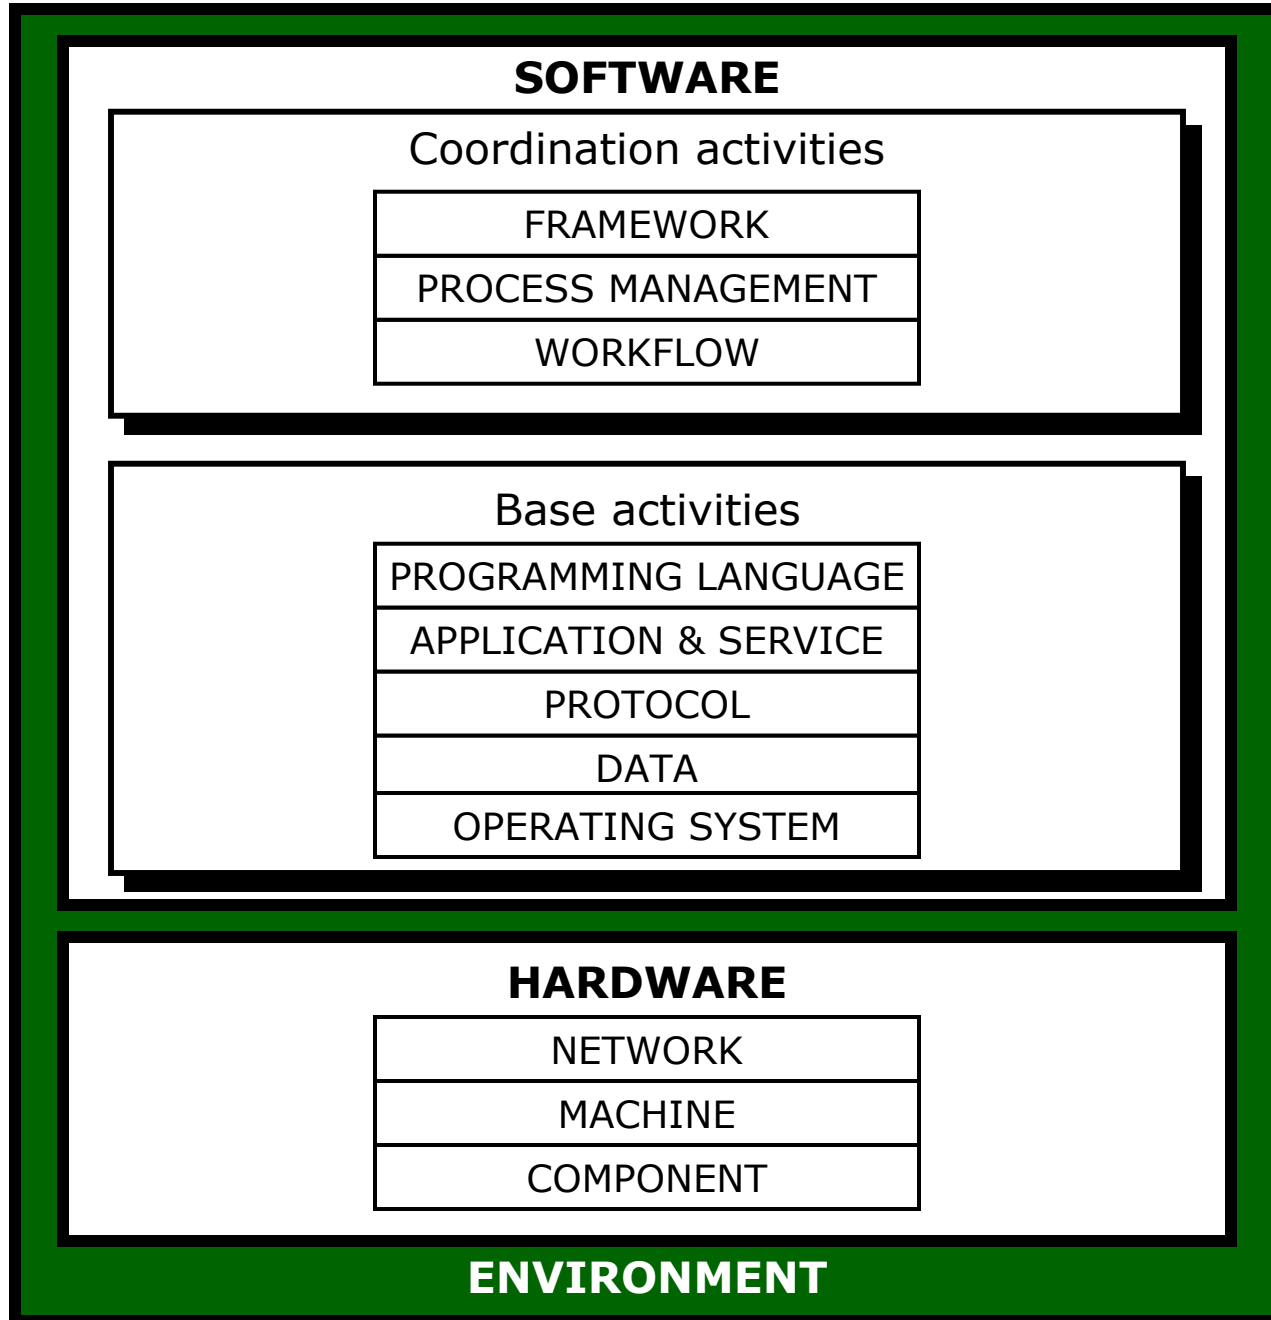 SOFTWARE
Coordination activities
FRAMEWORK
PROCESS MANAGEMENT
WORKFLOW
Base activities
PROGRAMMING LANGUAGE
APPLICATION & SERVICE
PROTOCOL
DATA
OPERATING SYSTEM
HARDWARE
NETWORK
MACHINE
COMPONENT
ENVIRONMENT